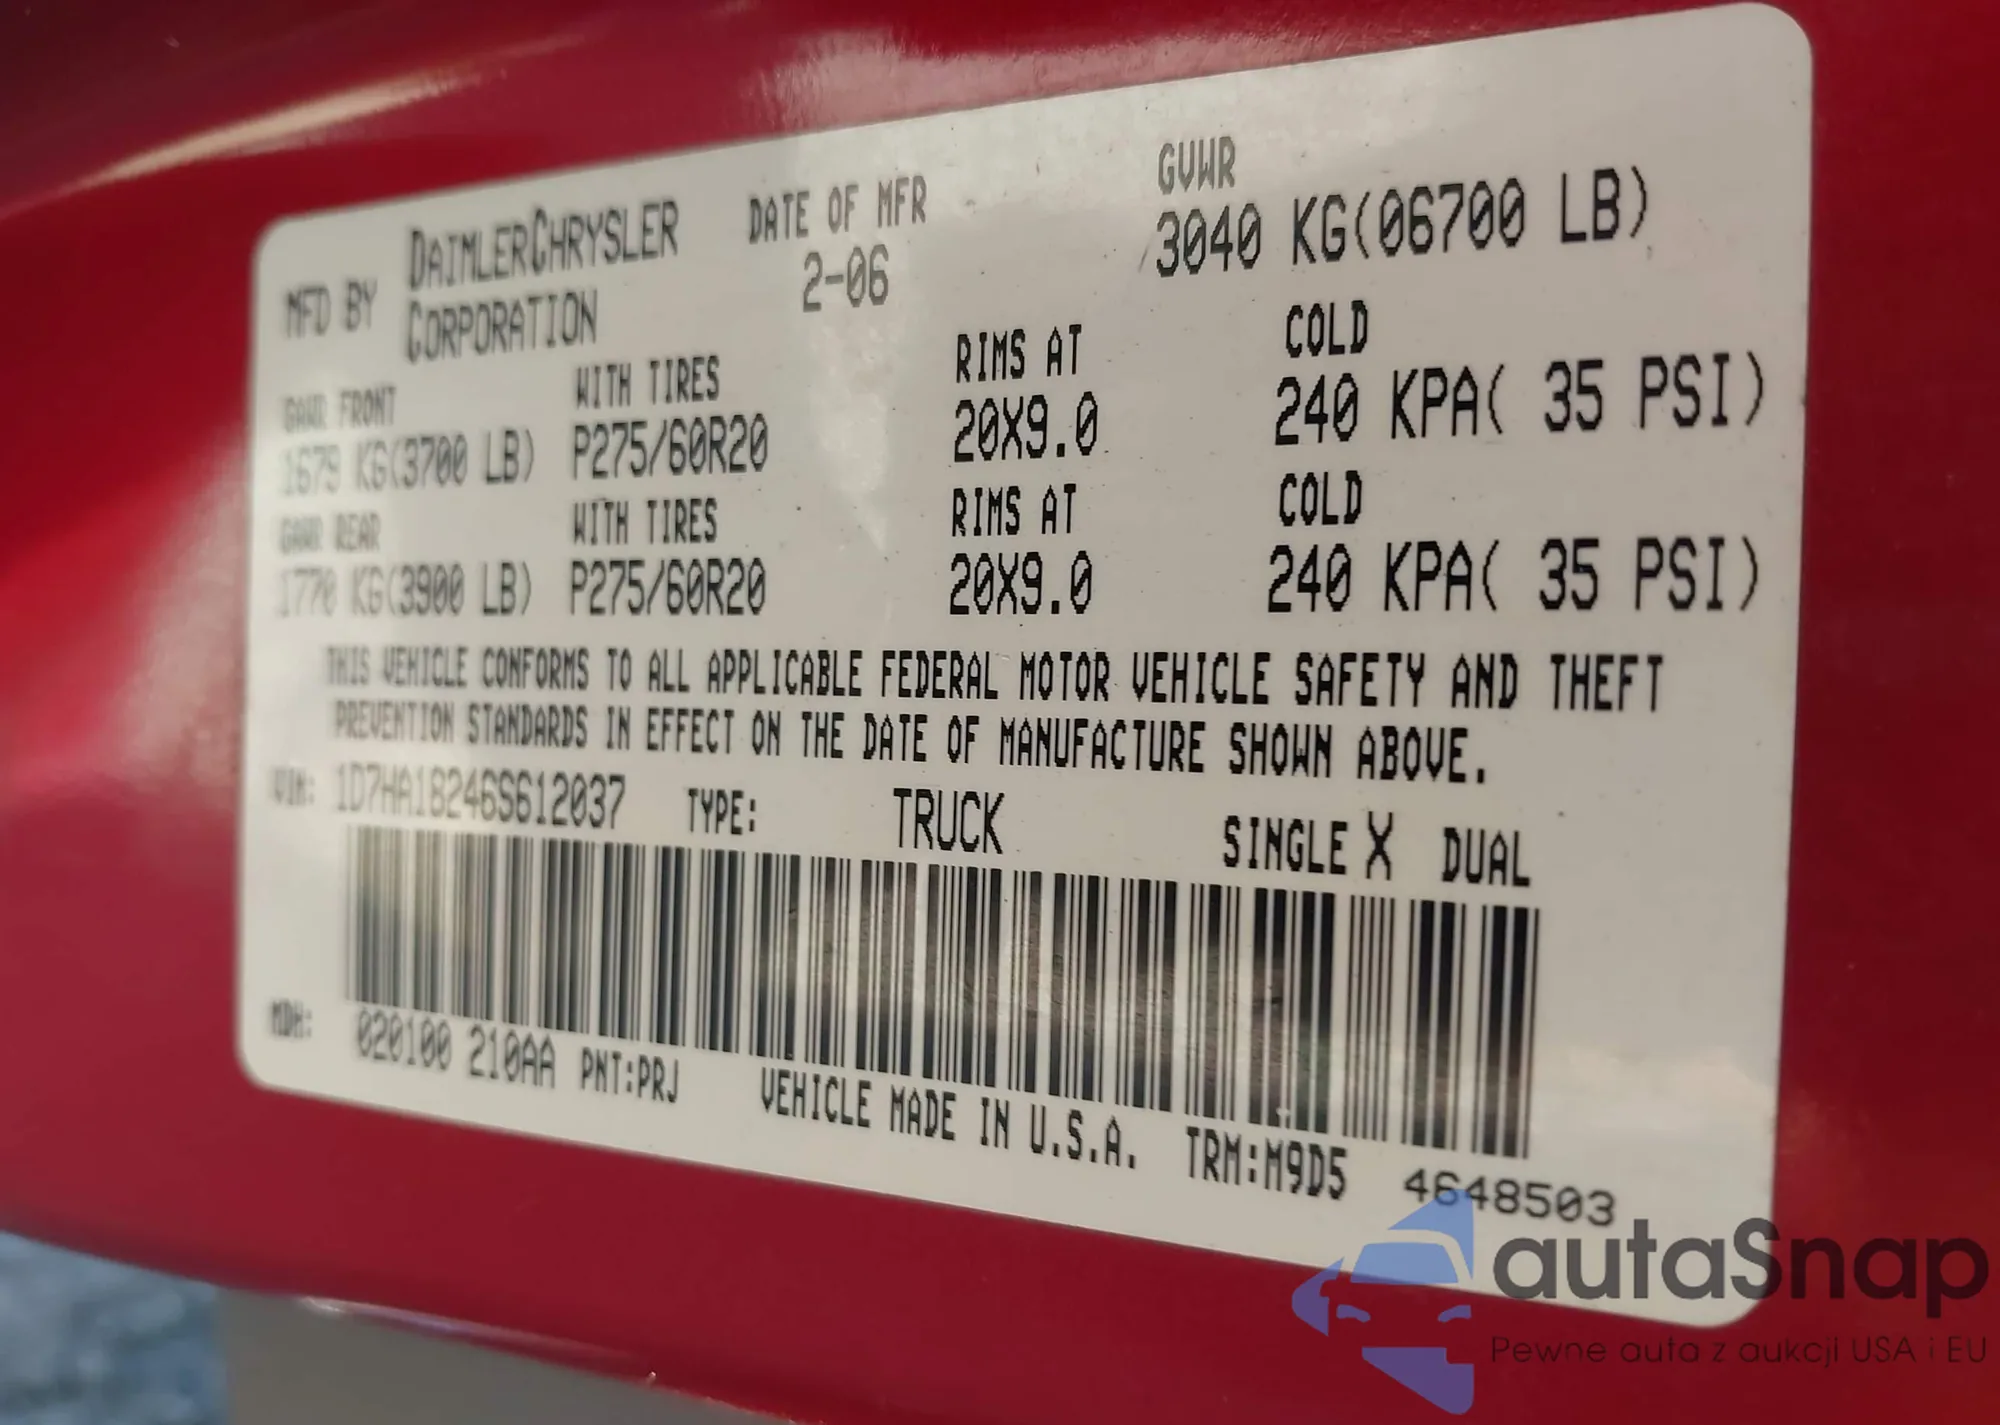 MFD BY DAIMLERCHRYSLER CORPORATION DATE OF MFR 2-06 GVWR 3040 KG(06700 LB)
GAWR FRONT WITH TIRES RIMS AT COLD
1679 KG(3700 LB) P275/60R20 20X9.0 240 KPA( 35 PSI)
GAWR REAR WITH TIRES RIMS AT COLD
1770 KG(3900 LB) P275/60R20 20X9.0 240 KPA( 35 PSI)
THIS VEHICLE CONFORMS TO ALL APPLICABLE FEDERAL MOTOR VEHICLE SAFETY AND THEFT
PREVENTION STANDARDS IN EFFECT ON THE DATE OF MANUFACTURE SHOWN ABOVE.
VIN: 1D7HA18246S612037 TYPE: TRUCK SINGLE X DUAL
MDH: 020100 210AA PNT:PRJ VEHICLE MADE IN U.S.A. TRM:M9D5 4648503
autaSnap
Pewne auta z aukcji USA i EU